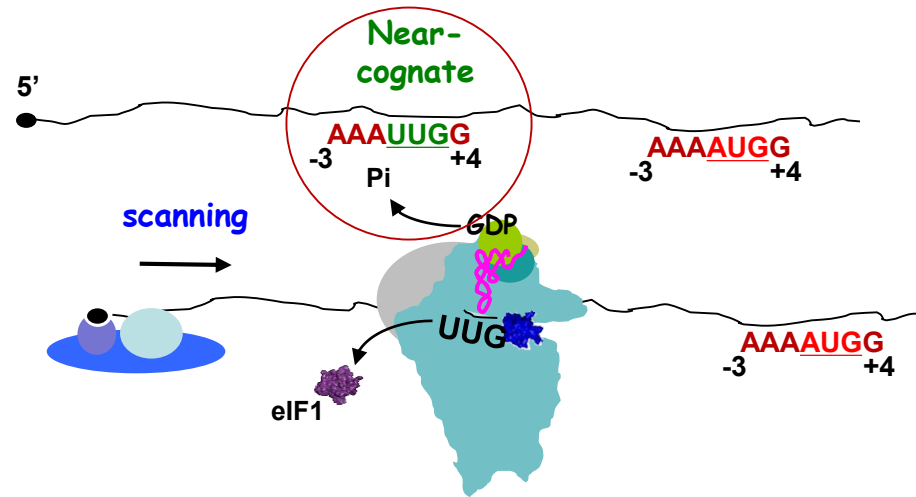 Near-
cognate
5’
AAAUUGG
-3
+4
AAAAUGG
-3
+4
Pi
scanning
GDP
UUG
AAAAUGG
-3
+4
eIF1